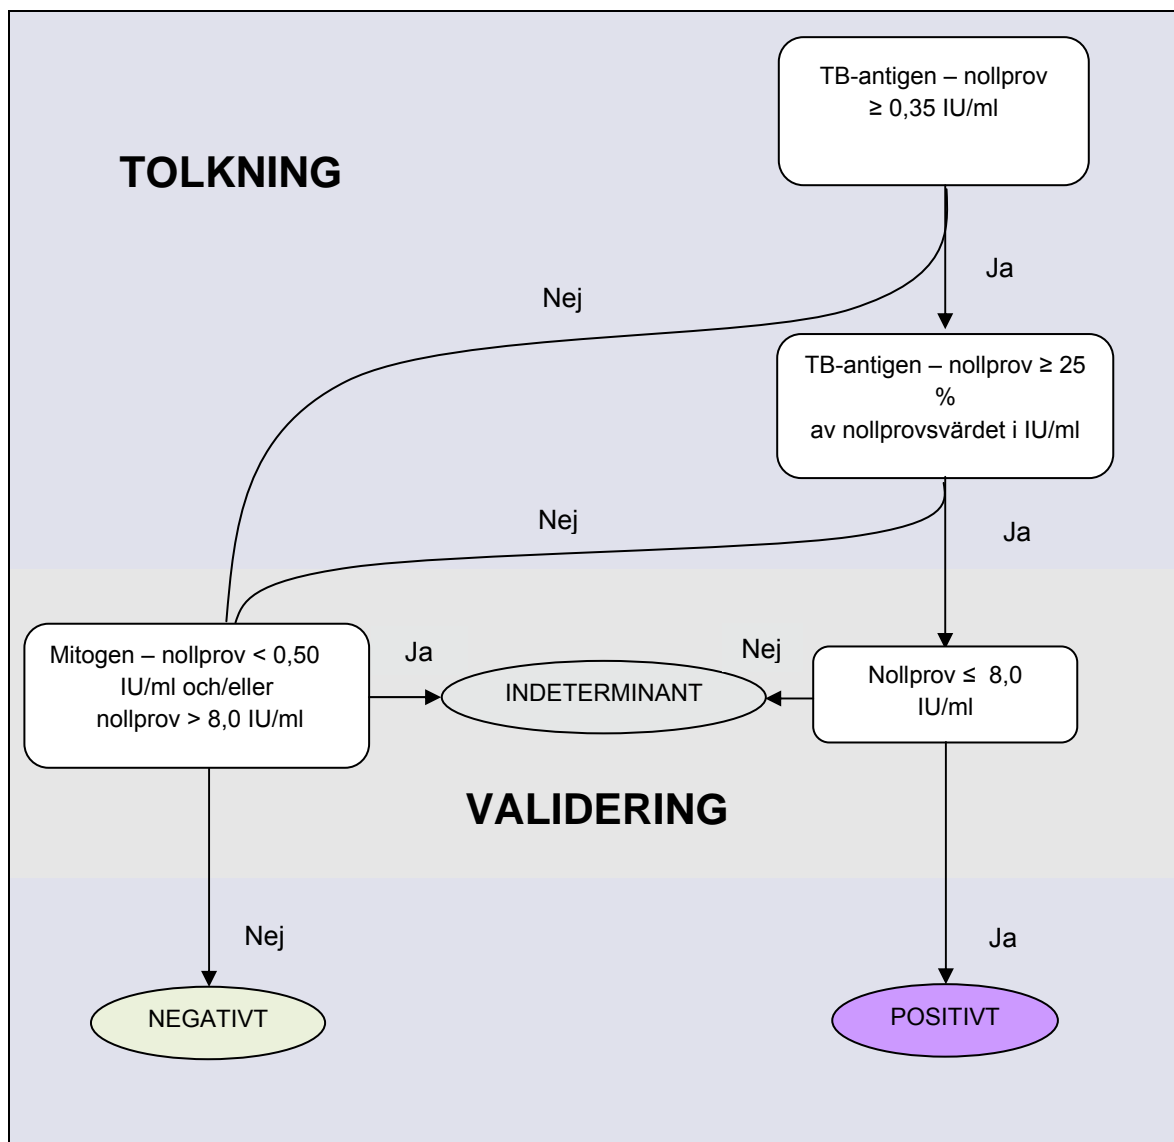 TB-antigen – nollprov
≥ 0,35 IU/ml
TOLKNING
Ja
Nej
TB-antigen – nollprov ≥ 25
%
av nollprovsvärdet i IU/ml
Nej
Ja
Mitogen – nollprov < 0,50
IU/ml och/eller
nollprov > 8,0 IU/ml
Ja
INDETERMINANT
Nej
Nollprov ≤ 8,0
IU/ml
VALIDERING
Nej
Ja
NEGATIVT
POSITIVT